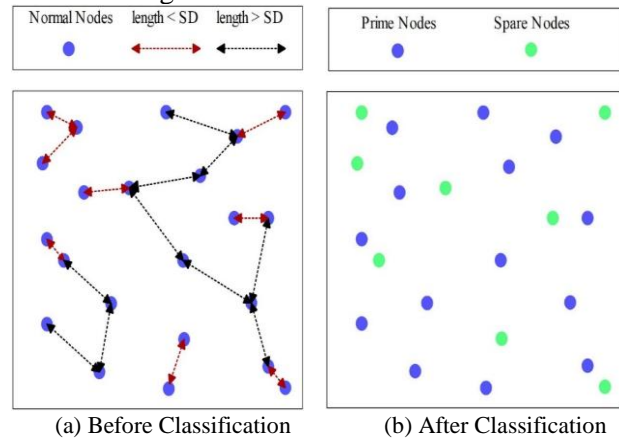 Normal Nodes length < SD length > SD
Prime Nodes Spare Nodes
(a) Before Classification (b) After Classification